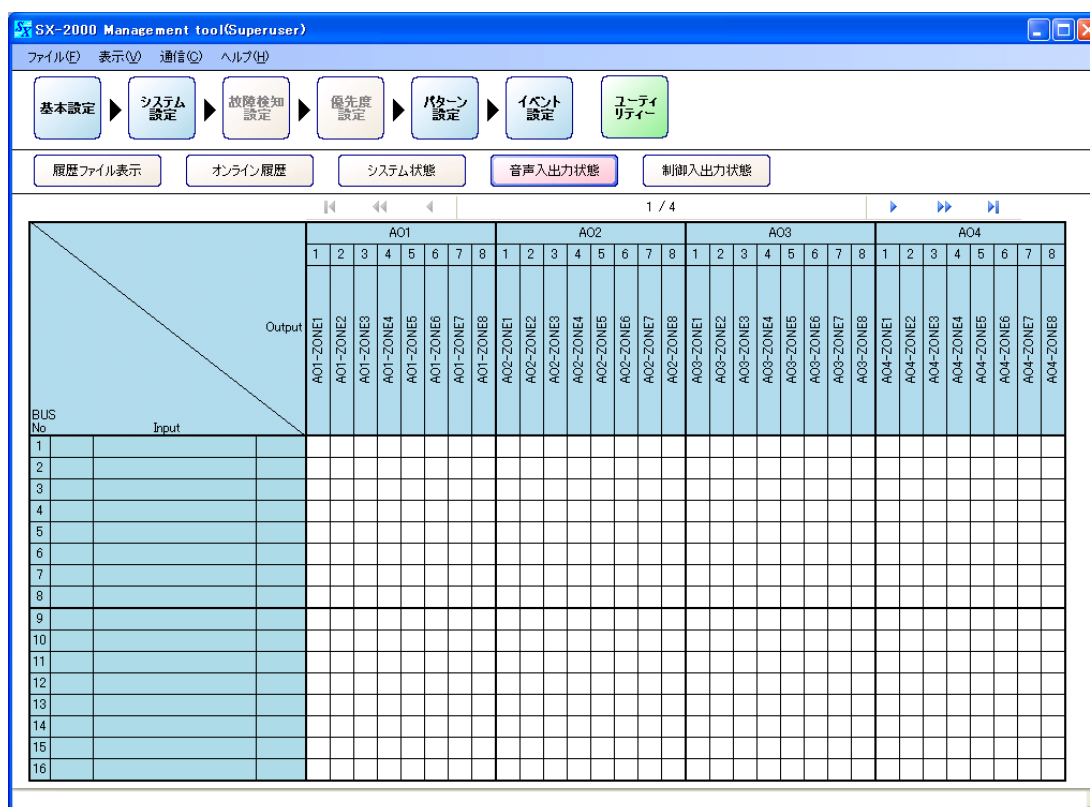 SX-2000 Management tool(Superuser)
ファイル(F) 表示(V) 通信(C) ヘルプ(H)
基本設定 システム設定 故障検知設定 優先度設定 パターン設定 イベント設定 ユーティリティー
履歴ファイル表示 オンライン履歴 システム状態 音声入出力状態 制御入出力状態
1 / 4
AO1 AO2 AO3 AO4
1 2 3 4 5 6 7 8 1 2 3 4 5 6 7 8 1 2 3 4 5 6 7 8 1 2 3 4 5 6 7 8
Output
AO1-ZONE1
AO1-ZONE2
AO1-ZONE3
AO1-ZONE4
AO1-ZONE5
AO1-ZONE6
AO1-ZONE7
AO1-ZONE8
AO2-ZONE1
AO2-ZONE2
AO2-ZONE3
AO2-ZONE4
AO2-ZONE5
AO2-ZONE6
AO2-ZONE7
AO2-ZONE8
AO3-ZONE1
AO3-ZONE2
AO3-ZONE3
AO3-ZONE4
AO3-ZONE5
AO3-ZONE6
AO3-ZONE7
AO3-ZONE8
AO4-ZONE1
AO4-ZONE2
AO4-ZONE3
AO4-ZONE4
AO4-ZONE5
AO4-ZONE6
AO4-ZONE7
AO4-ZONE8
BUS
No Input
1
2
3
4
5
6
7
8
9
10
11
12
13
14
15
16